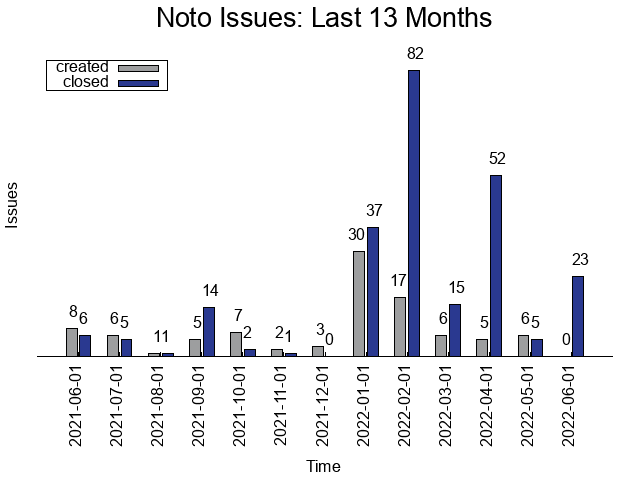 Noto Issues: Last 13 Months
created
closed
Issues
8 6 6 5 1 1 5 14 7 2 2 1 3 0 30 37 17 82 6 15 5 52 6 5 0 23
2021-06-01
2021-07-01
2021-08-01
2021-09-01
2021-10-01
2021-11-01
2021-12-01
2022-01-01
2022-02-01
2022-03-01
2022-04-01
2022-05-01
2022-06-01
Time